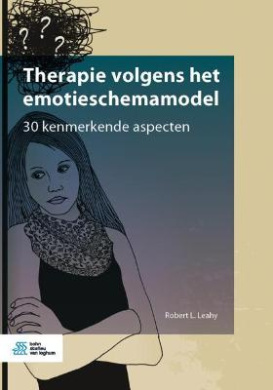 ? ? ?
Therapie volgens het
emotieschemamodel
30 kenmerkende aspecten
Robert L. Leahy
bohn
stafleu
van loghum